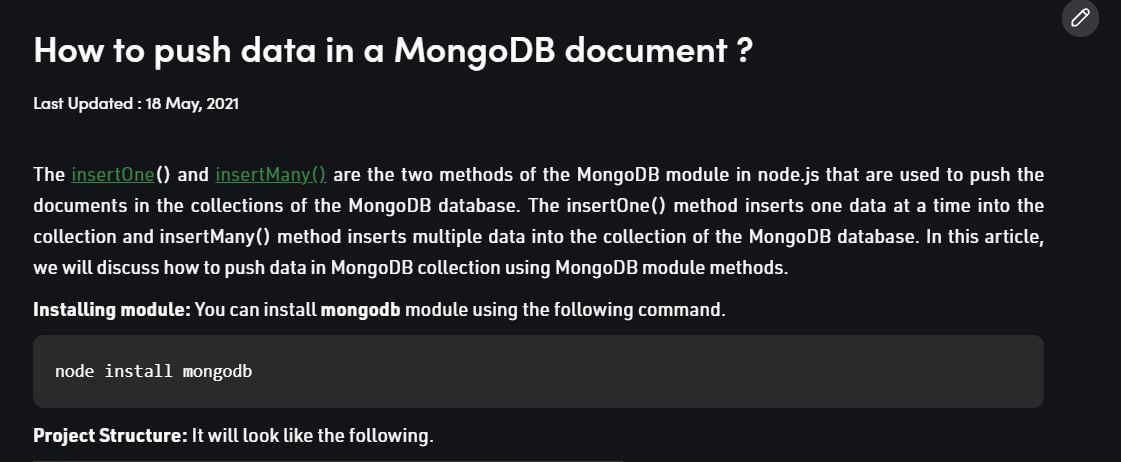 How to push data in a MongoDB document ?
Last Updated : 18 May, 2021
The insertOne() and insertMany() are the two methods of the MongoDB module in node.js that are used to push the
documents in the collections of the MongoDB database. The insertOne() method inserts one data at a time into the
collection and insertMany() method inserts multiple data into the collection of the MongoDB database. In this article,
we will discuss how to push data in MongoDB collection using MongoDB module methods.
Installing module: You can install mongodb module using the following command.
node install mongodb
Project Structure: It will look like the following.